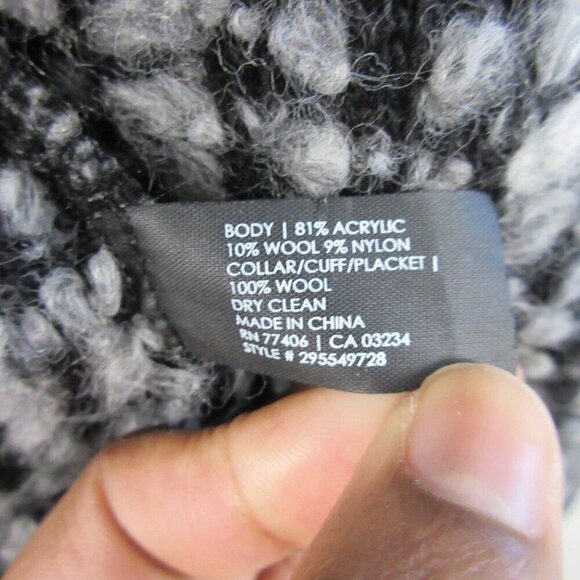 BODY | 81% ACRYLIC
10% WOOL 9% NYLON
COLLAR/CUFF/PLACKET |
100% WOOL
DRY CLEAN
MADE IN CHINA
RN 77406 | CA 03234
STYLE # 295549728